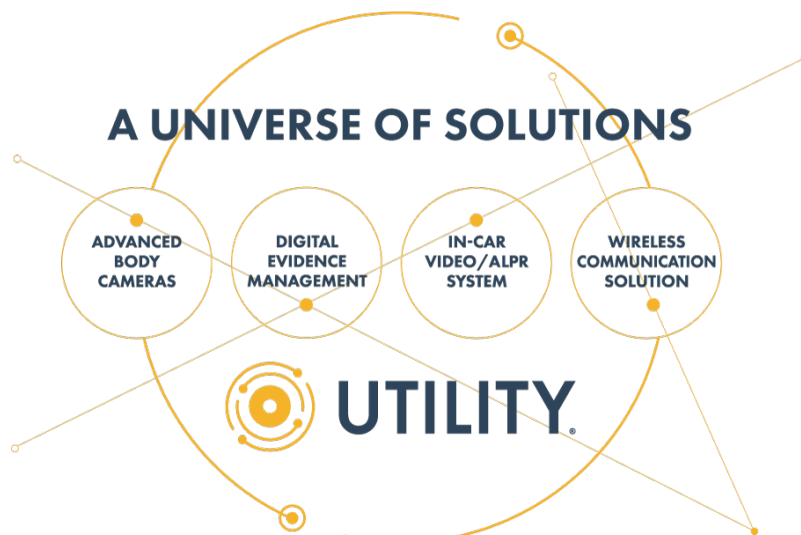 A UNIVERSE OF SOLUTIONS
ADVANCED
BODY
CAMERAS
DIGITAL
EVIDENCE
MANAGEMENT
IN-CAR
VIDEO/ALPR
SYSTEM
WIRELESS
COMMUNICATION
SOLUTION
UTILITY®